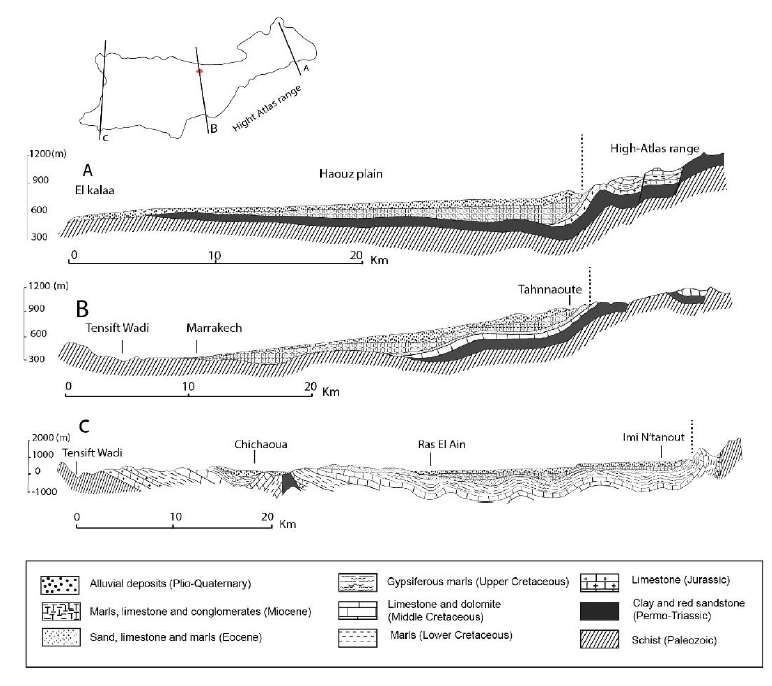 A
B
C
Hight Atlas range
1200 (m)
900
600
300
A
El kalaa
Haouz plain
High-Atlas range
0
10
20
Km
1200 (m)
900
600
300
B
Tensift Wadi
Marrakech
Tahnnaoute
0
10
20
Km
2000 (m)
1000
0
-1000
C
Tensift Wadi
Chichaoua
Ras El Ain
Imi N'tanout
0
10
20
Km
Alluvial deposits (Plio-Quaternary)
Marls, limestone and conglomerates (Miocene)
Sand, limestone and marls (Eocene)
Gypsiferous marls (Upper Cretaceous)
Limestone and dolomite
(Middle Cretaceous)
Marls (Lower Cretaceous)
Limestone (Jurassic)
Clay and red sandstone
(Permo-Triassic)
Schist (Paleozoic)